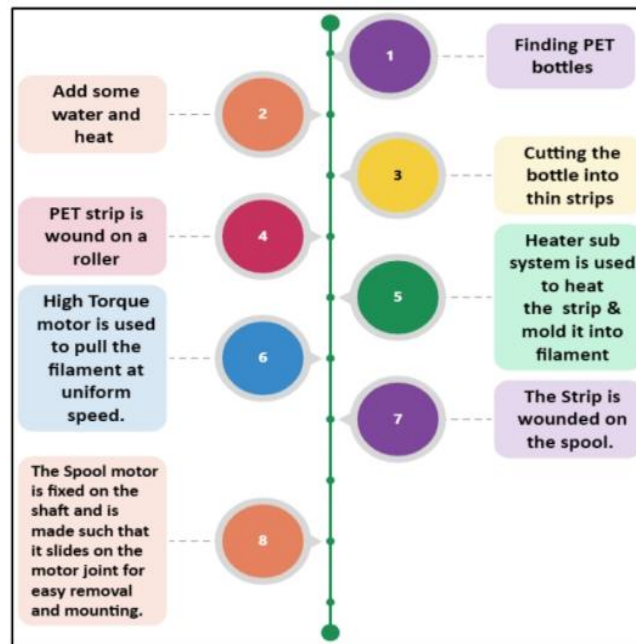 1
Finding PET
bottles
2
Add some
water and
heat
3
Cutting the
bottle into
thin strips
4
PET strip is
wound on a
roller
5
Heater sub
system is used
to heat
the strip &
mold it into
filament
6
High Torque
motor is used
to pull the
filament at
uniform
speed.
7
The Strip is
wounded on
the spool.
8
The Spool motor
is fixed on the
shaft and is
made such that
it slides on the
motor joint for
easy removal
and mounting.